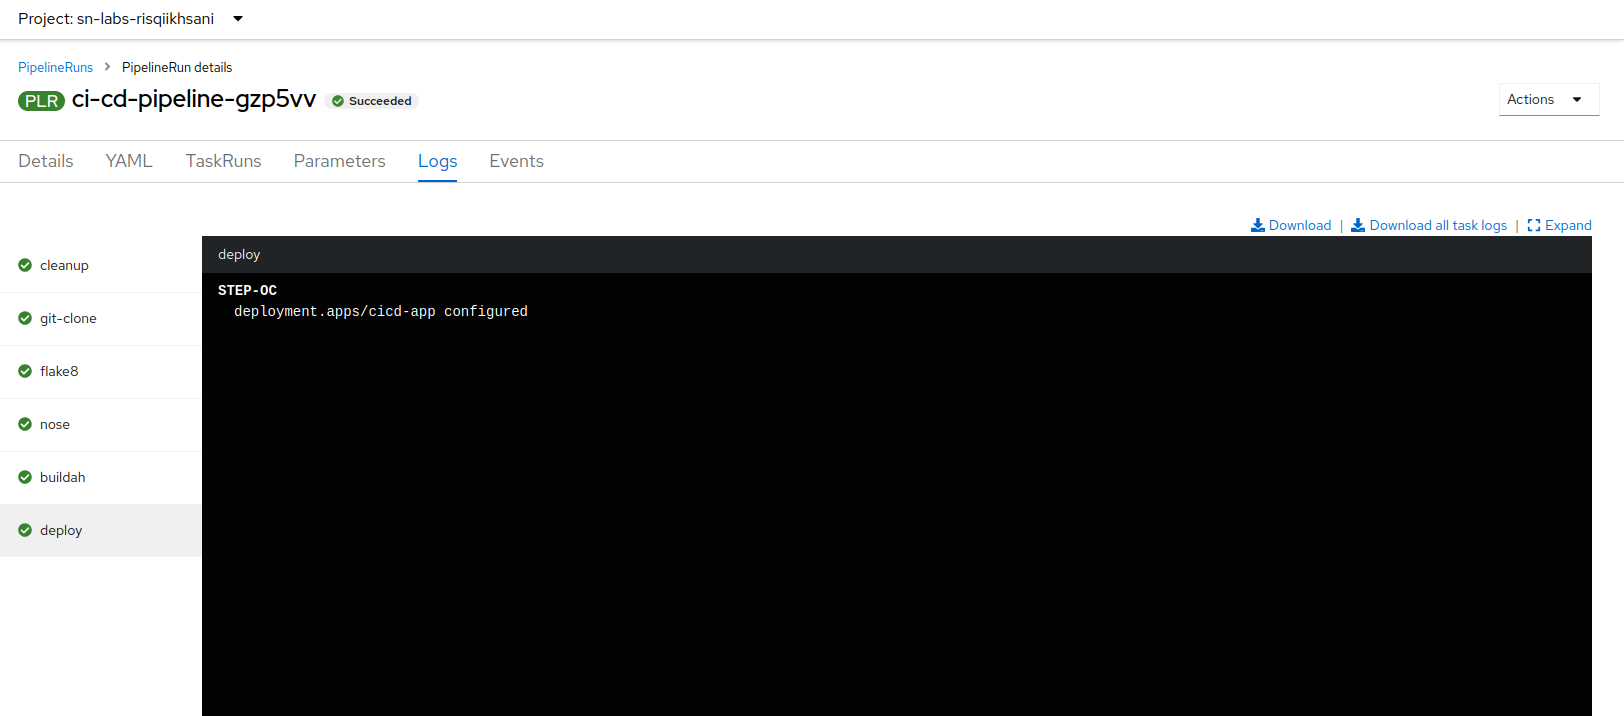 Project: sn-labs-risqiikhsani
PipelineRuns > PipelineRun details
PLR ci-cd-pipeline-gzp5vv Succeeded
Actions
Details YAML TaskRuns Parameters Logs Events
Download | Download all task logs | Expand
cleanup
git-clone
flake8
nose
buildah
deploy
deploy
STEP-OC
deployment.apps/cicd-app configured